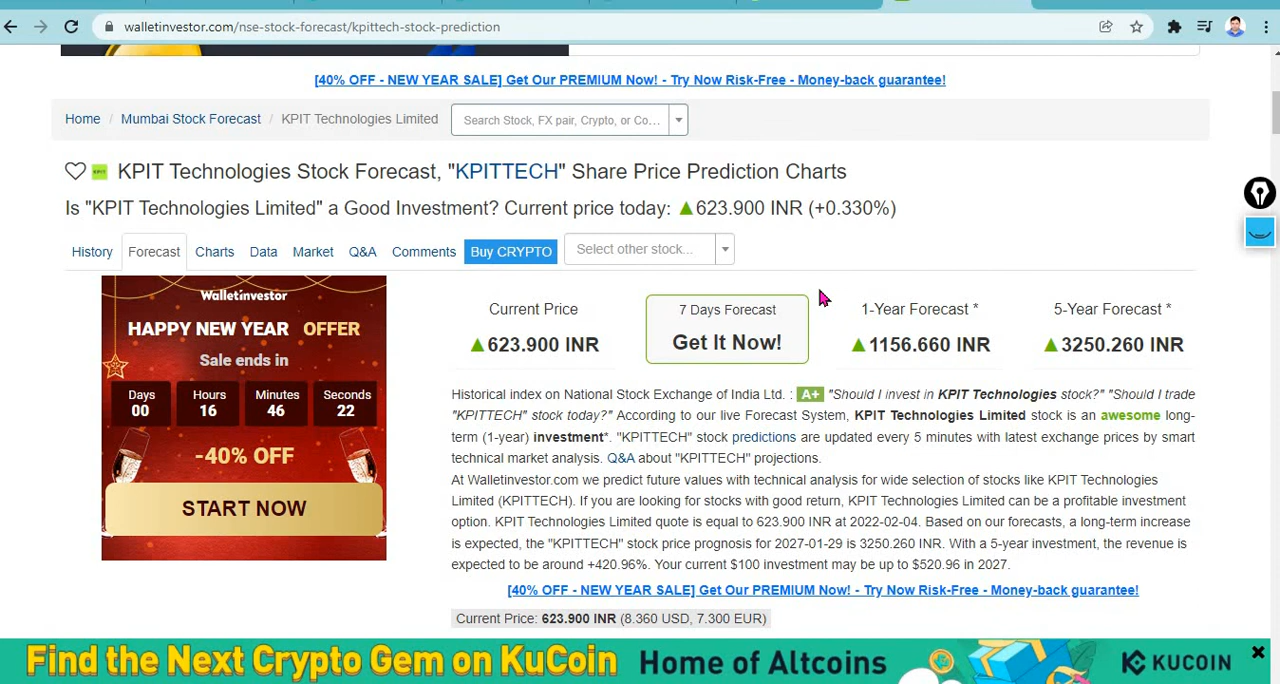 walletinvestor.com/nse-stock-forecast/kpittech-stock-prediction
[40% OFF - NEW YEAR SALE] Get Our PREMIUM Now! - Try Now Risk-Free - Money-back guarantee!
Home / Mumbai Stock Forecast / KPIT Technologies Limited Search Stock, FX pair, Crypto, or Co...
KPIT Technologies Stock Forecast, "KPITTECH" Share Price Prediction Charts
Is "KPIT Technologies Limited" a Good Investment? Current price today: ▲623.900 INR (+0.330%)
History Forecast Charts Data Market Q&A Comments Buy CRYPTO Select other stock...
Walletinvestor
HAPPY NEW YEAR OFFER
Sale ends in
Days Hours Minutes Seconds
00 16 46 22
-40% OFF
START NOW
Current Price 7 Days Forecast 1-Year Forecast * 5-Year Forecast *
▲623.900 INR Get It Now! ▲1156.660 INR ▲3250.260 INR
Historical index on National Stock Exchange of India Ltd. : A+ "Should I invest in KPIT Technologies stock?" "Should I trade
"KPITTECH" stock today?" According to our live Forecast System, KPIT Technologies Limited stock is an awesome long-
term (1-year) investment*. "KPITTECH" stock predictions are updated every 5 minutes with latest exchange prices by smart
technical market analysis. Q&A about "KPITTECH" projections.
At Walletinvestor.com we predict future values with technical analysis for wide selection of stocks like KPIT Technologies
Limited (KPITTECH). If you are looking for stocks with good return, KPIT Technologies Limited can be a profitable investment
option. KPIT Technologies Limited quote is equal to 623.900 INR at 2022-02-04. Based on our forecasts, a long-term increase
is expected, the "KPITTECH" stock price prognosis for 2027-01-29 is 3250.260 INR. With a 5-year investment, the revenue is
expected to be around +420.96%. Your current $100 investment may be up to $520.96 in 2027.
[40% OFF - NEW YEAR SALE] Get Our PREMIUM Now! - Try Now Risk-Free - Money-back guarantee!
Current Price: 623.900 INR (8.360 USD, 7.300 EUR)
Find the Next Crypto Gem on KuCoin Home of Altcoins KUCOIN